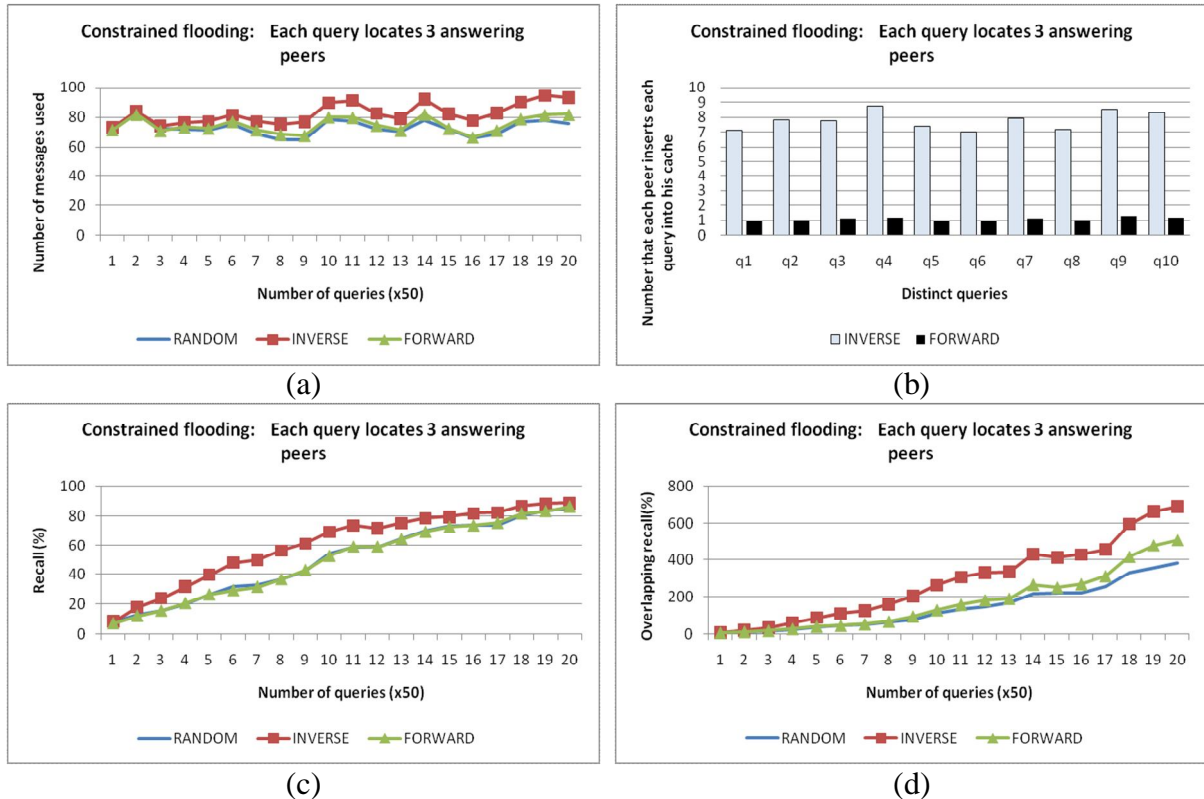 Constrained flooding: Each query locates 3 answering
peers
Number of messages used
100
80
60
40
20
0
1 2 3 4 5 6 7 8 9 10 11 12 13 14 15 16 17 18 19 20
Number of queries (x50)
RANDOM INVERSE FORWARD
(a)
Constrained flooding: Each query locates 3 answering
peers
Number that each peer inserts each
query into his cache
10
9
8
7
6
5
4
3
2
1
0
q1 q2 q3 q4 q5 q6 q7 q8 q9 q10
Distinct queries
INVERSE FORWARD
(b)
Constrained flooding: Each query locates 3 answering
peers
Recall (%)
100
80
60
40
20
0
1 2 3 4 5 6 7 8 9 10 11 12 13 14 15 16 17 18 19 20
Number of queries (x50)
RANDOM INVERSE FORWARD
(c)
Constrained flooding: Each query locates 3 answering
peers
Overlapping recall(%)
800
600
400
200
0
1 2 3 4 5 6 7 8 9 10 11 12 13 14 15 16 17 18 19 20
Number of queries (x50)
RANDOM INVERSE FORWARD
(d)